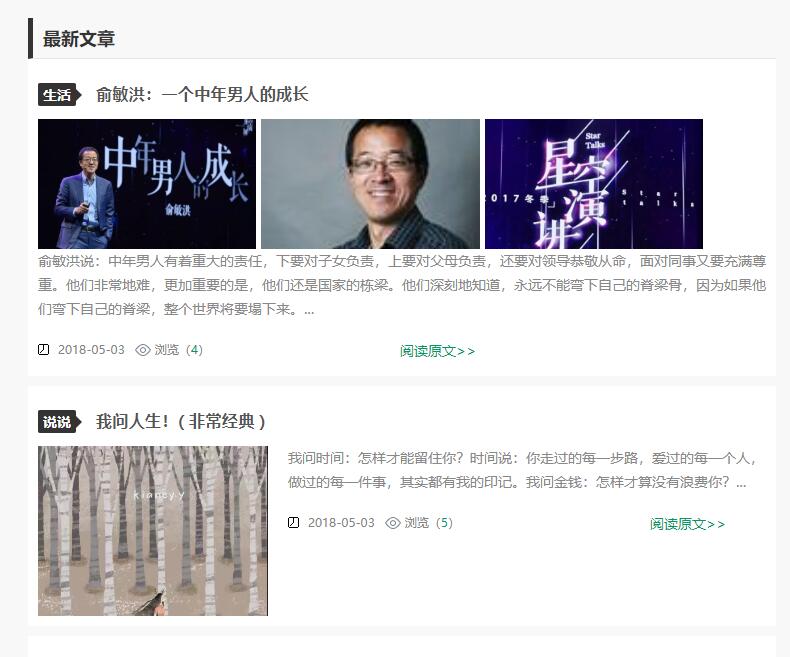 最新文章
生活 俞敏洪：一个中年男人的成长
中年男人的成长
俞敏洪
Star
Talks
星空演讲
2017冬季」
Stars
talks
俞敏洪说：中年男人有着重大的责任，下要对子女负责，上要对父母负责，还要对领导恭敬从命，面对同事又要充满尊
重。他们非常地难，更加重要的是，他们还是国家的栋梁。他们深刻地知道，永远不能弯下自己的脊梁骨，因为如果他
们弯下自己的脊梁，整个世界将要塌下来。...
2018-05-03 浏览（4） 阅读原文>>
说说 我问人生！( 非常经典 )
kiancy.y
我问时间：怎样才能留住你？时间说：你走过的每一步路，爱过的每一个人，
做过的每一件事，其实都有我的印记。我问金钱：怎样才算没有浪费你？...
2018-05-03 浏览（5） 阅读原文>>